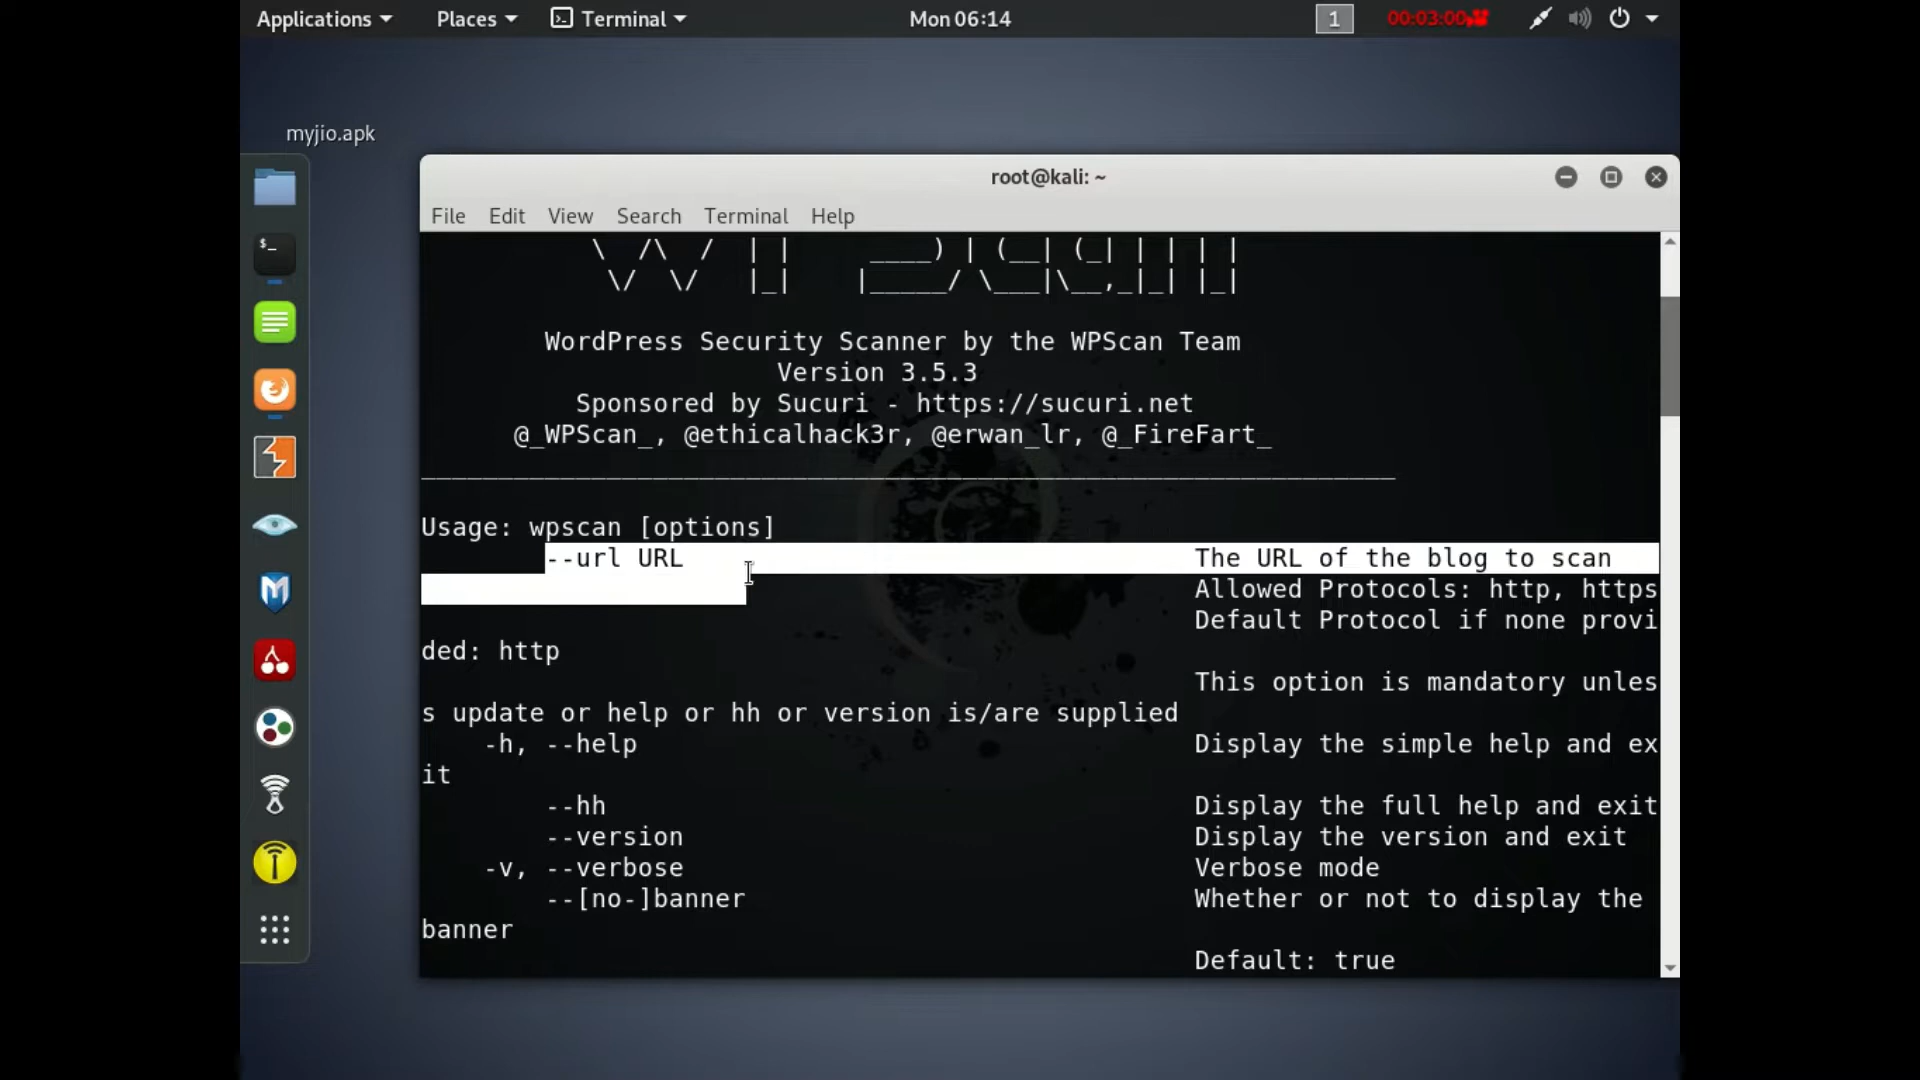 Applications Places Terminal Mon 06:14 1 00:03:00
myjio.apk
root@kali: ~
File Edit View Search Terminal Help
WordPress Security Scanner by the WPScan Team
Version 3.5.3
Sponsored by Sucuri - https://sucuri.net
@_WPScan_, @ethicalhack3r, @erwan_lr, @_FireFart_
Usage: wpscan [options]
--url URL The URL of the blog to scan
Allowed Protocols: http, https
Default Protocol if none provi
ded: http
This option is mandatory unles
s update or help or hh or version is/are supplied
-h, --help Display the simple help and ex
it
--hh Display the full help and exit
--version Display the version and exit
-v, --verbose Verbose mode
--[no-]banner Whether or not to display the
banner
Default: true